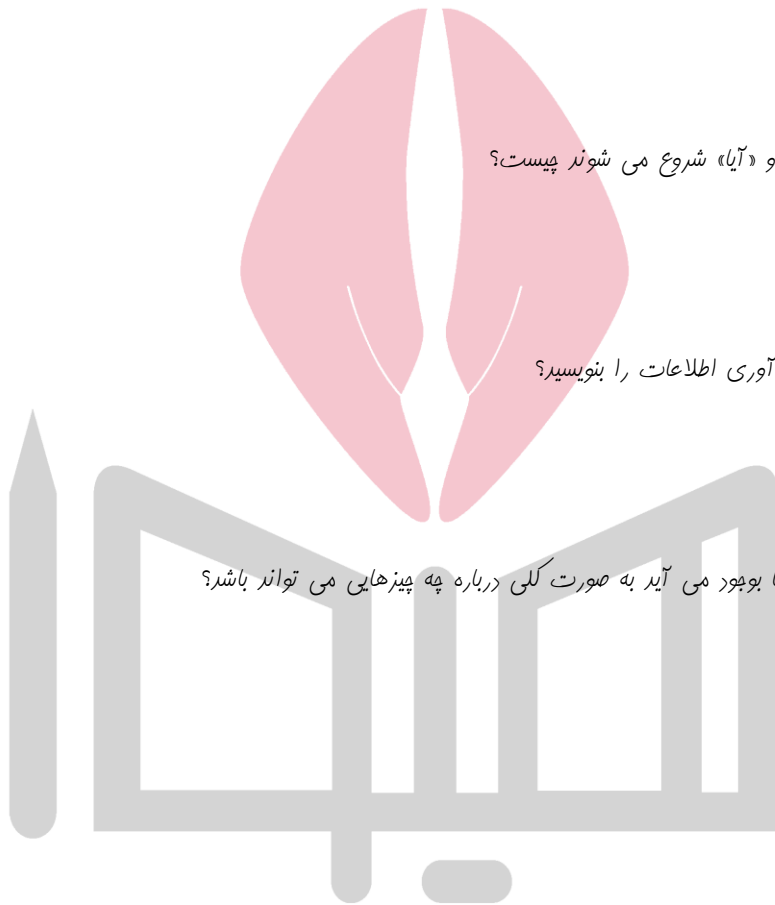 و «آیا» شروع می شوند چیست؟
آوری اطلاعات را بنویسید؟
بوجود می آید به صورت کلی درباره چه چیزهایی می تواند باشد؟